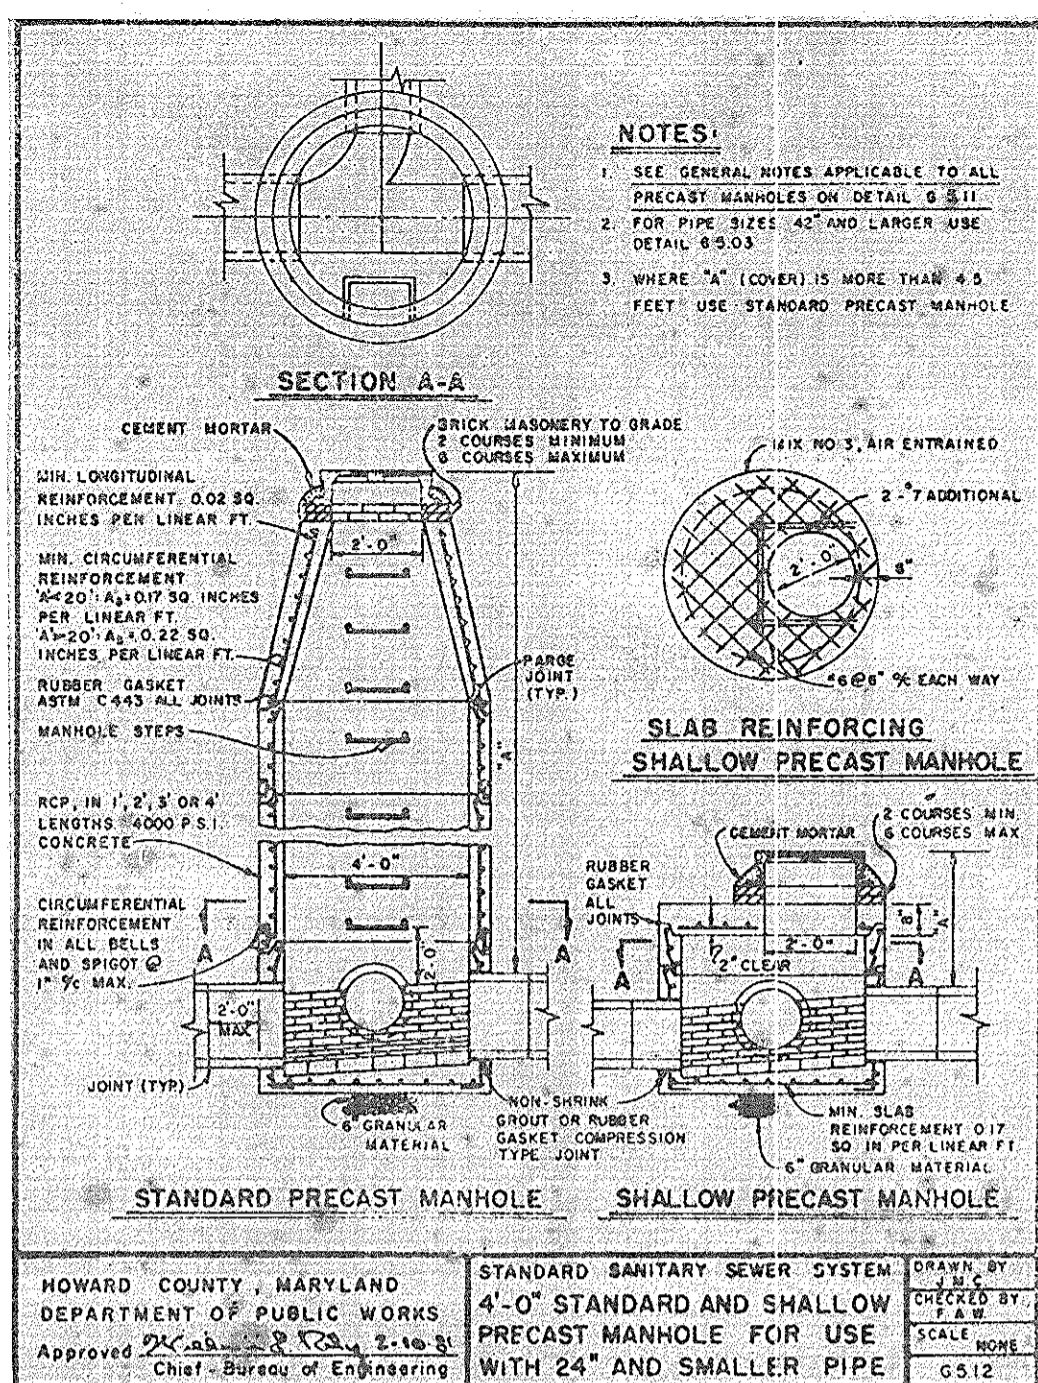 NOTES:
1. SEE GENERAL NOTES APPLICABLE TO ALL
PRECAST MANHOLES ON DETAIL G 5.11
2. FOR PIPE SIZES 42" AND LARGER USE
DETAIL G 5.03
3. WHERE "A" (COVER) IS MORE THAN 4.5
FEET USE STANDARD PRECAST MANHOLE
SECTION A-A
CEMENT MORTAR
BRICK MASONERY TO GRADE
2 COURSES MINIMUM
6 COURSES MAXIMUM
MIN. LONGITUDINAL
REINFORCEMENT 0.02 SQ.
INCHES PER LINEAR FT.
2'-0"
MIN. CIRCUMFERENTIAL
REINFORCEMENT
'A'<20' : As = 0.17 SQ. INCHES
PER LINEAR FT.
'A'>20' : As = 0.22 SQ.
INCHES PER LINEAR FT.
RUBBER GASKET
ASTM C443 ALL JOINTS
MANHOLE STEPS
PARGE
JOINT
(TYP.)
"A"
RCP, IN 1', 2', 3' OR 4'
LENGTHS 4000 P.S.I.
CONCRETE
4'-0"
CIRCUMFERENTIAL
REINFORCEMENT
IN ALL BELLS
AND SPIGOT @
1" %c MAX.
A
A
2'-0"
2'-0"
MAX
JOINT (TYP)
6" GRANULAR
MATERIAL
NON-SHRINK
GROUT OR RUBBER
GASKET COMPRESSION
TYPE JOINT
STANDARD PRECAST MANHOLE
MIX NO 3, AIR ENTRAINED
2-#7 ADDITIONAL
2'-0"
#6 @ 6" %c EACH WAY
SLAB REINFORCING
SHALLOW PRECAST MANHOLE
2 COURSES MIN.
6 COURSES MAX
CEMENT MORTAR
RUBBER
GASKET
ALL
JOINTS
"A"
2'-0"
2" CLEAR
A
A
MIN. SLAB
REINFORCEMENT 0.17
SQ IN PER LINEAR FT
6" GRANULAR MATERIAL
SHALLOW PRECAST MANHOLE
HOWARD COUNTY, MARYLAND
DEPARTMENT OF PUBLIC WORKS
Approved
Chief - Bureau of Engineering
STANDARD SANITARY SEWER SYSTEM
4'-0" STANDARD AND SHALLOW
PRECAST MANHOLE FOR USE
WITH 24" AND SMALLER PIPE
DRAWN BY
J M C
CHECKED BY:
F A W
SCALE
NONE
G 5.12